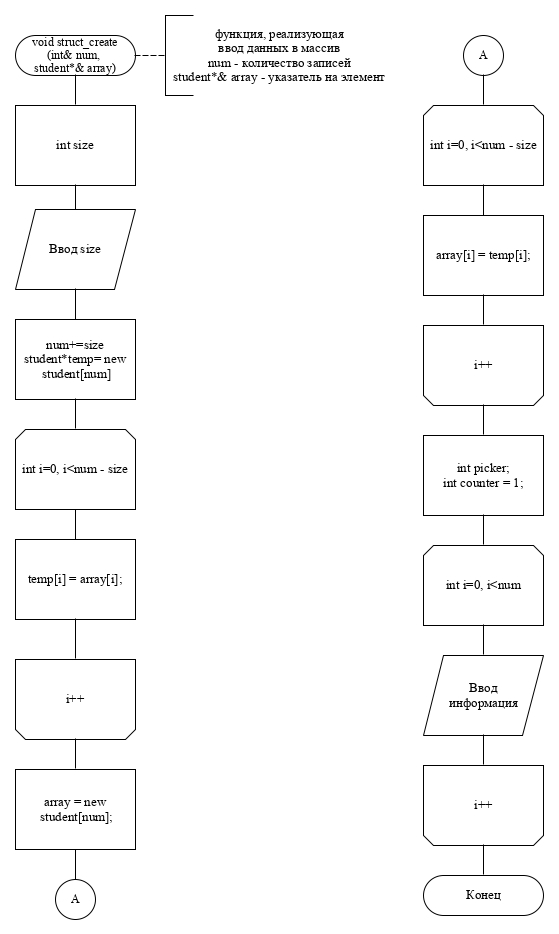 void struct_create
(int& num,
student*& array)
функция, реализующая
ввод данных в массив
num - количество записей
student*& array - указатель на элемент
int size
Ввод size
num+=size
student*temp= new
student[num]
int i=0, i<num - size
temp[i] = array[i];
i++
array = new
student[num];
A
A
int i=0, i<num - size
array[i] = temp[i];
i++
int picker;
int counter = 1;
int i=0, i<num
Ввод
информация
i++
Конец